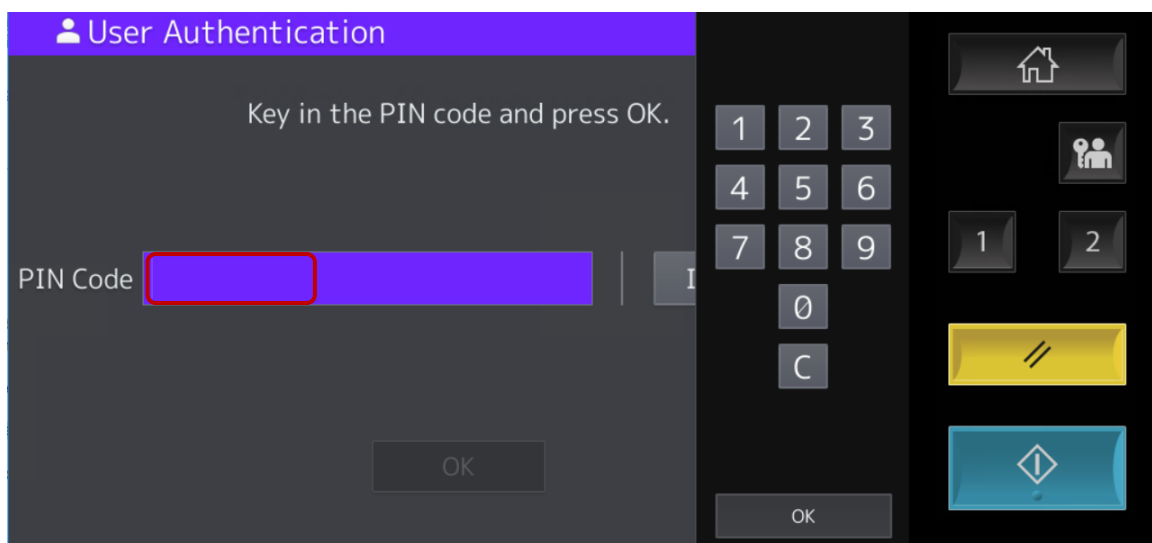 User Authentication
Key in the PIN code and press OK.
PIN Code
I
OK
1 2 3
4 5 6
7 8 9
0
C
OK
1 2